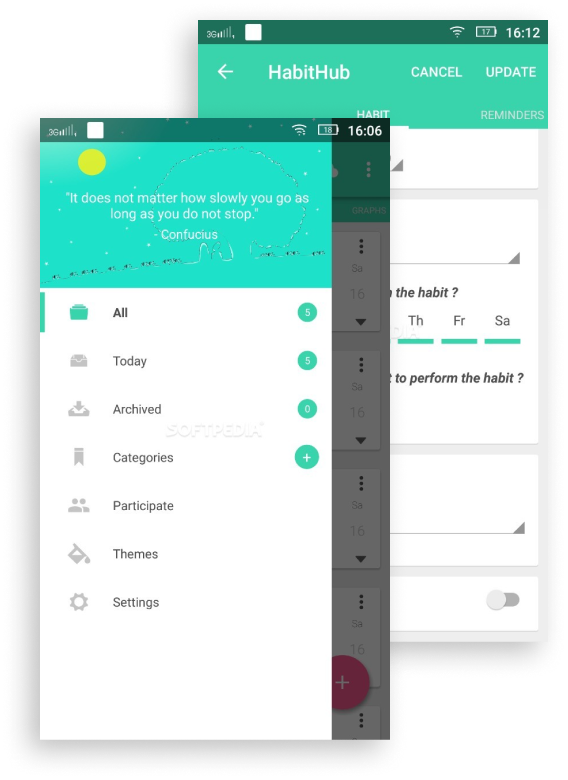 3G 17 16:12
HabitHub CANCEL UPDATE
HABIT REMINDERS
the habit ?
Th Fr Sa
to perform the habit ?
3G 18 16:06
"It does not matter how slowly you go as
long as you do not stop."
- Confucius
GRAPHS
All 5
Today 5
Archived 0
Categories +
Participate
Themes
Settings
Sa
16
Sa
16
Sa
16
Sa
16
+
SOFTPEDIA